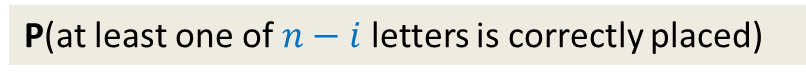 P(at least one of n − i letters is correctly placed)